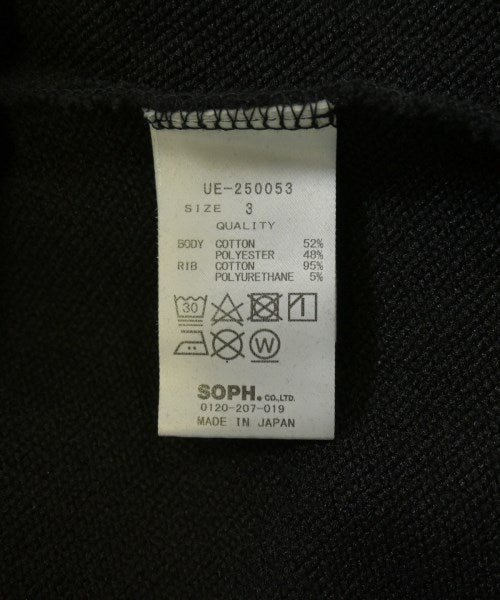 UE-250053
SIZE 3
QUALITY
BODY COTTON 52%
POLYESTER 48%
RIB COTTON 95%
POLYURETHANE 5%
30
W
SOPH. CO.,LTD.
0120-207-019
MADE IN JAPAN